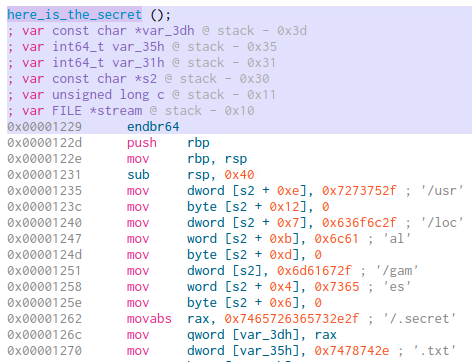 here_is_the_secret ();
; var const char *var_3dh @ stack - 0x3d
; var int64_t var_35h @ stack - 0x35
; var int64_t var_31h @ stack - 0x31
; var const char *s2 @ stack - 0x30
; var unsigned long c @ stack - 0x11
; var FILE *stream @ stack - 0x10
0x00001229 endbr64
0x0000122d push rbp
0x0000122e mov rbp, rsp
0x00001231 sub rsp, 0x40
0x00001235 mov dword [s2 + 0xe], 0x7273752f ; '/usr'
0x0000123c mov byte [s2 + 0x12], 0
0x00001240 mov dword [s2 + 0x7], 0x636f6c2f ; '/loc'
0x00001247 mov word [s2 + 0xb], 0x6c61 ; 'al'
0x0000124d mov byte [s2 + 0xd], 0
0x00001251 mov dword [s2], 0x6d61672f ; '/gam'
0x00001258 mov word [s2 + 0x4], 0x7365 ; 'es'
0x0000125e mov byte [s2 + 0x6], 0
0x00001262 movabs rax, 0x7465726365732e2f ; '/.secret'
0x0000126c mov qword [var_3dh], rax
0x00001270 mov dword [var_35h], 0x7478742e ; '.txt'